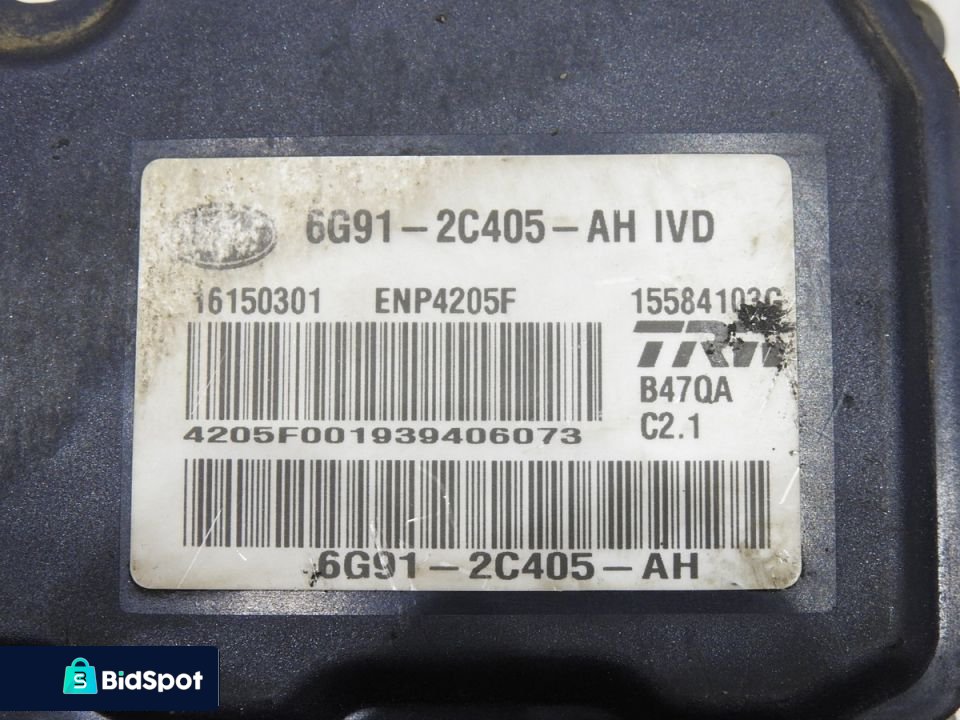 6G91-2C405-AH IVD
16150301 ENP4205F 15584103G
TRW
B47QA
C2.1
4205F001939406073
6G91-2C405-AH
BidSpot